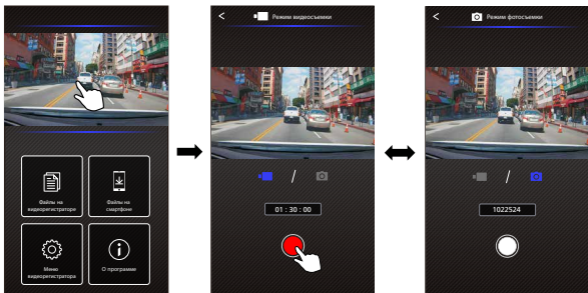 Файлы на
видеорегистраторе
Файлы на
смартфоне
Меню
видеорегистратора
О программе
Режим видеосъемки
/
01 : 30 : 00
Режим фотосъемки
/
1022524